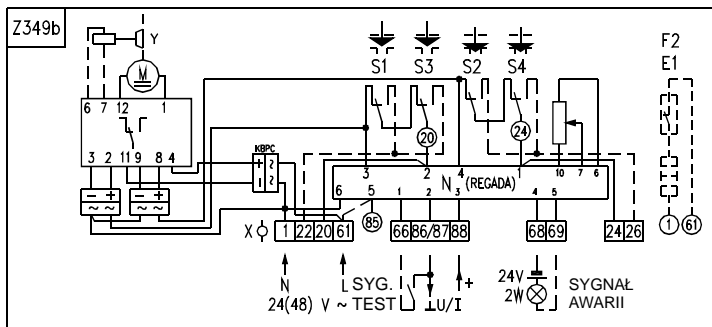 Z349b
Y
M
6 7 12 1
3 2 11 9 8 4
- + - +
~ ~ ~ ~
KBPC
+ ~
- ~
S1 S3 S2 S4
20
24
F2
E1
3 2 4 1 10 7 6
N (REGADA)
6 5 1 2 3 4 5
X 1 22 20 61 85 66 86/87 88 68 69 24 26
1 61
N L
24(48) V ~
SYG.
TEST
⊥U/I +
24V
2W
SYGNAŁ
AWARII